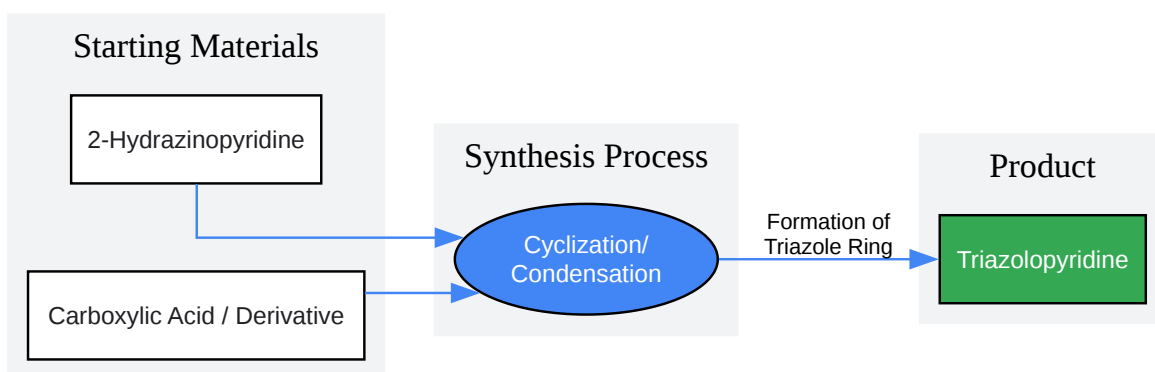 Starting Materials
2-Hydrazinopyridine
Carboxylic Acid / Derivative
Synthesis Process
Cyclization/
Condensation
Formation of
Triazole Ring
Product
Triazolopyridine